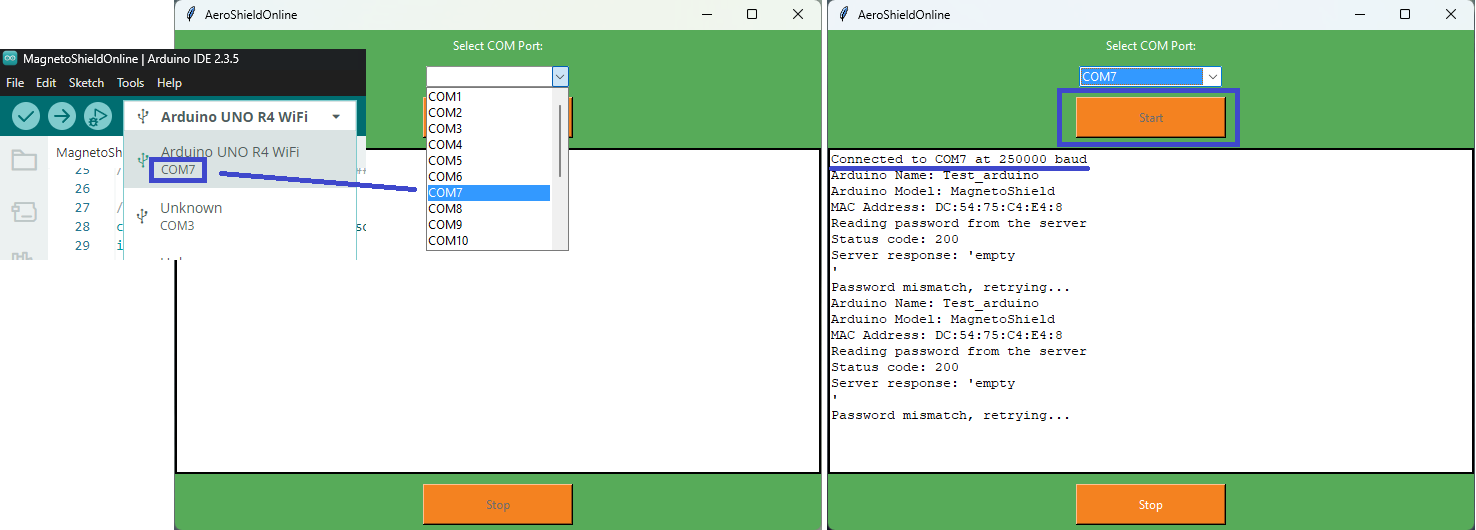 AeroShieldOnline
Select COM Port:
MagnetoShieldOnline | Arduino IDE 2.3.5
File Edit Sketch Tools Help
Arduino UNO R4 WiFi
Arduino UNO R4 WiFi
COM7
Unknown
COM3
MagnetoSh
25 /
26
27 /
28 c
29 i
COM1
COM2
COM3
COM4
COM5
COM6
COM7
COM8
COM9
COM10
Stop
AeroShieldOnline
Select COM Port:
COM7
Start
Connected to COM7 at 250000 baud
Arduino Name: Test_arduino
Arduino Model: MagnetoShield
MAC Address: DC:54:75:C4:E4:8
Reading password from the server
Status code: 200
Server response: 'empty
'
Password mismatch, retrying...
Arduino Name: Test_arduino
Arduino Model: MagnetoShield
MAC Address: DC:54:75:C4:E4:8
Reading password from the server
Status code: 200
Server response: 'empty
'
Password mismatch, retrying...
Stop